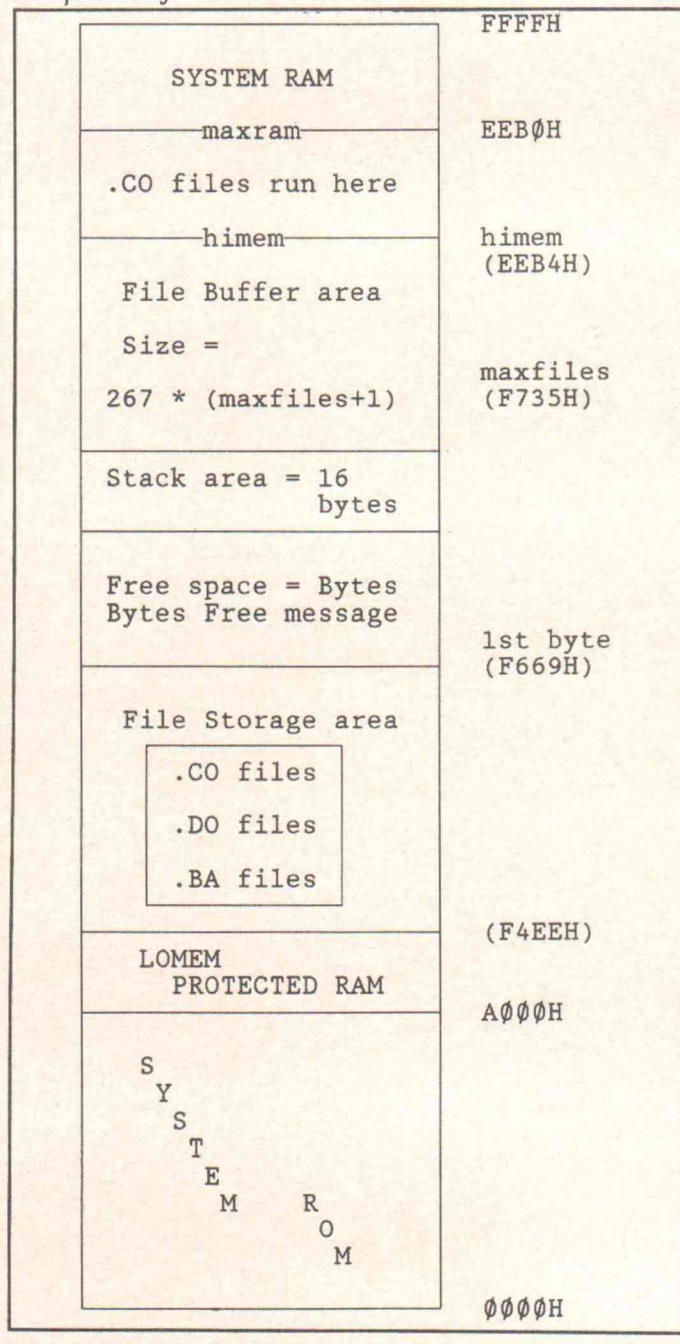 FFFFH
SYSTEM RAM
maxram
EEBØH
.CO files run here
himem
himem
(EEB4H)
File Buffer area
Size =
maxfiles
267 * (maxfiles+1)
(F735H)
Stack area = 16
bytes
Free space = Bytes
Bytes Free message
1st byte
(F669H)
File Storage area
.CO files
.DO files
.BA files
(F4EEH)
LOMEM
PROTECTED RAM
AØØØH
SYSTEM ROM
ØØØØH